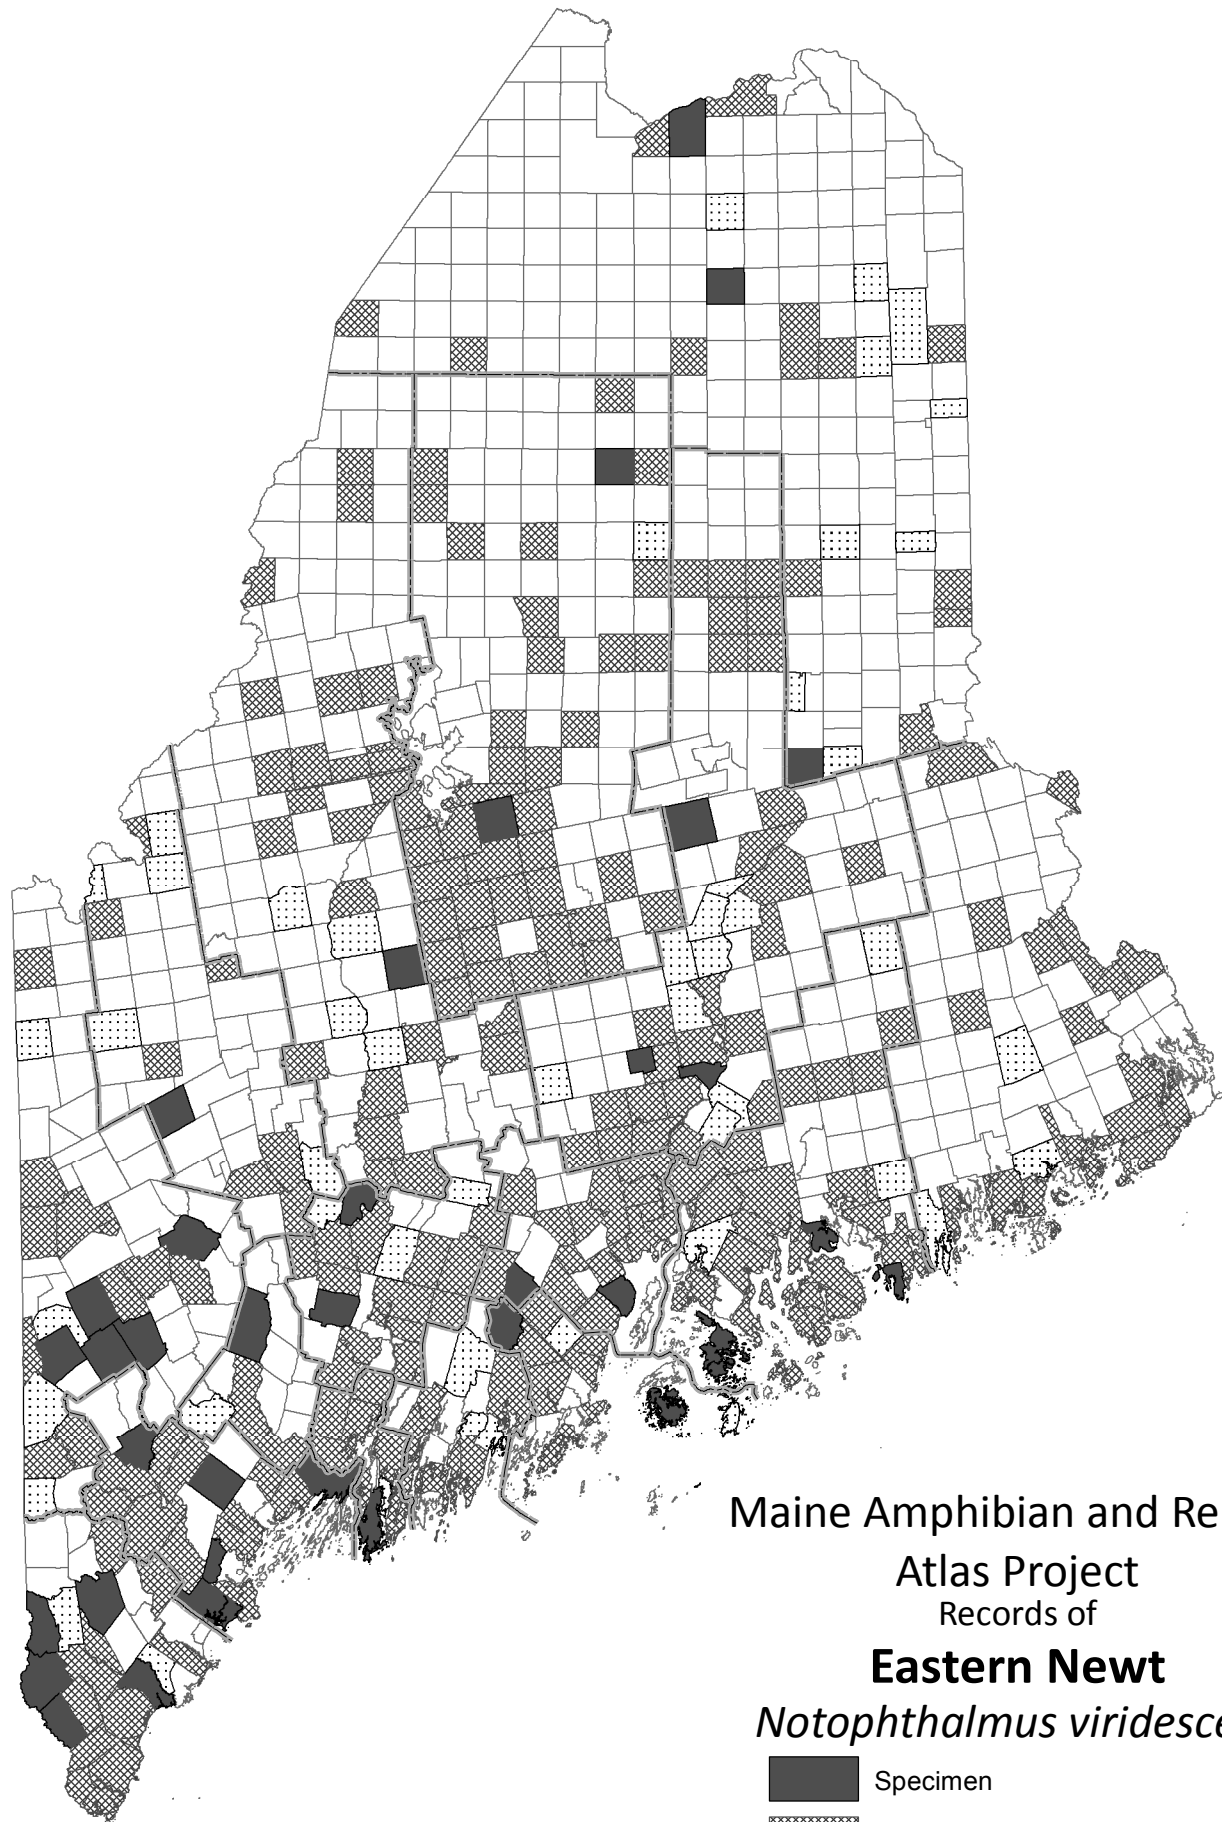 Maine Amphibian and Re
Atlas Project
Records of
Eastern Newt
Notophthalmus viridesce
Specimen